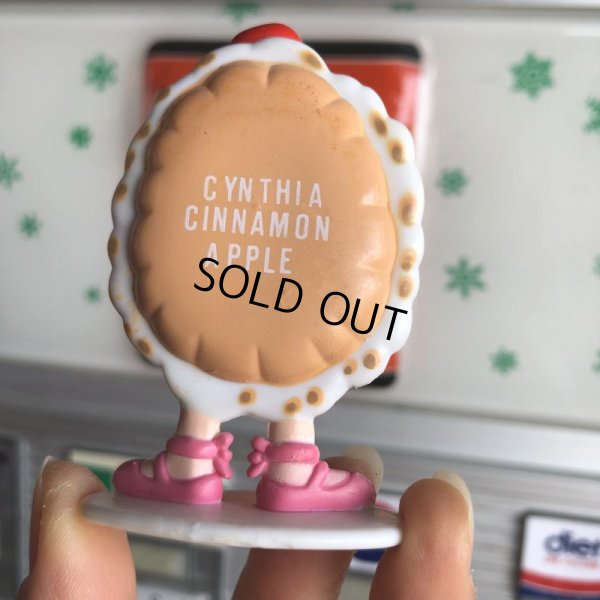 CYNTHIA
CINNAMON
APPLE
SOLD OUT
diet